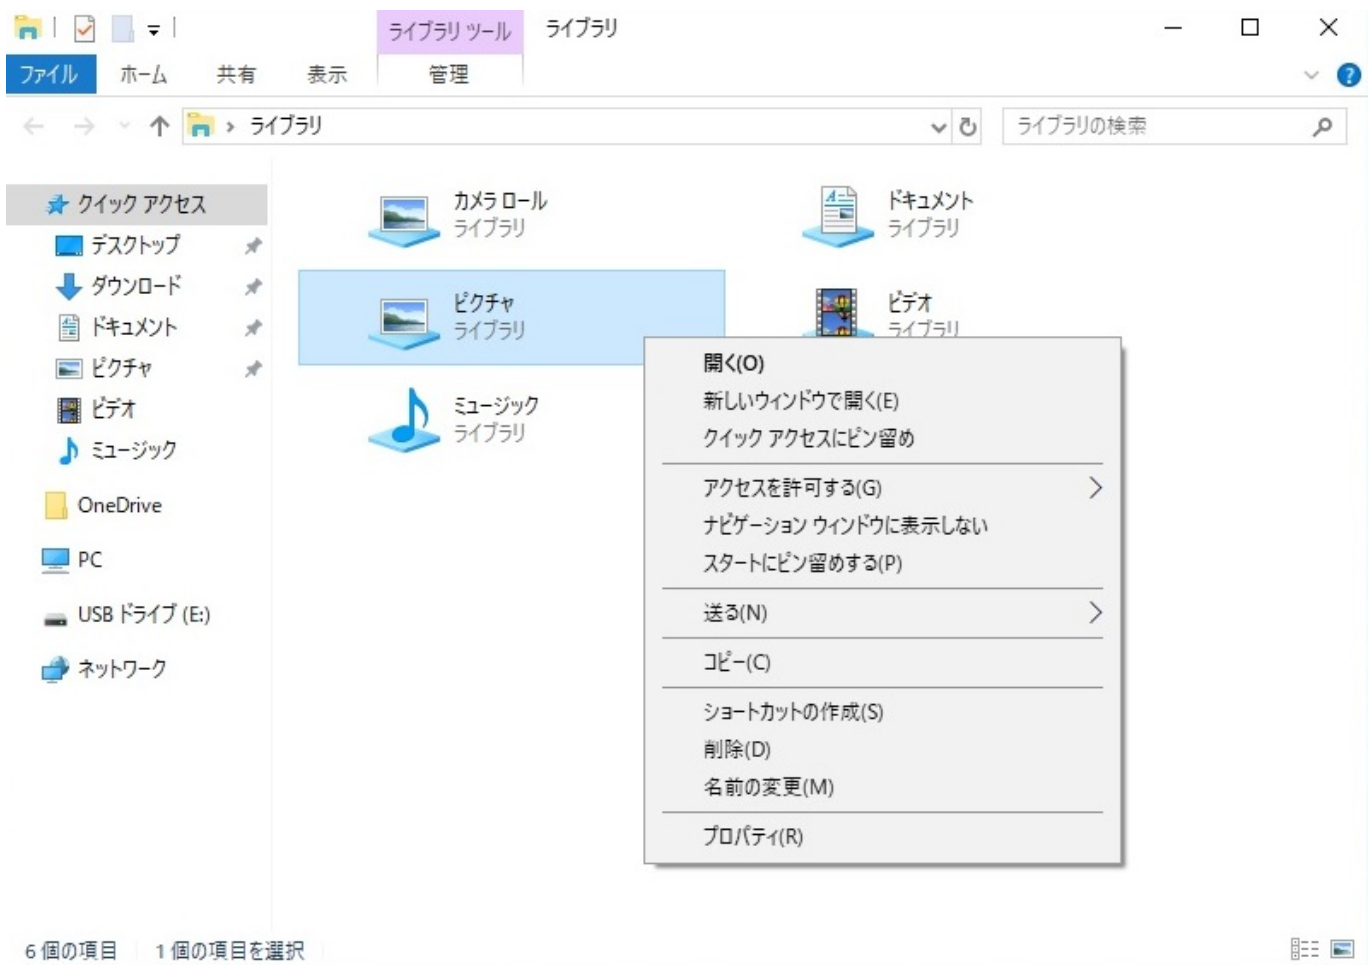 ライブラリ ツール
ライブラリ
ファイル
ホーム
共有
表示
管理
ライブラリ
ライブラリの検索
クイック アクセス
デスクトップ
ダウンロード
ドキュメント
ピクチャ
ビデオ
ミュージック
OneDrive
PC
USB ドライブ (E:)
ネットワーク
カメラ ロール
ライブラリ
ドキュメント
ライブラリ
ピクチャ
ライブラリ
ビデオ
ライブラリ
ミュージック
ライブラリ
開く(O)
新しいウィンドウで開く(E)
クイック アクセスにピン留め
アクセスを許可する(G)
ナビゲーション ウィンドウに表示しない
スタートにピン留めする(P)
送る(N)
コピー(C)
ショートカットの作成(S)
削除(D)
名前の変更(M)
プロパティ(R)
6 個の項目
1 個の項目を選択